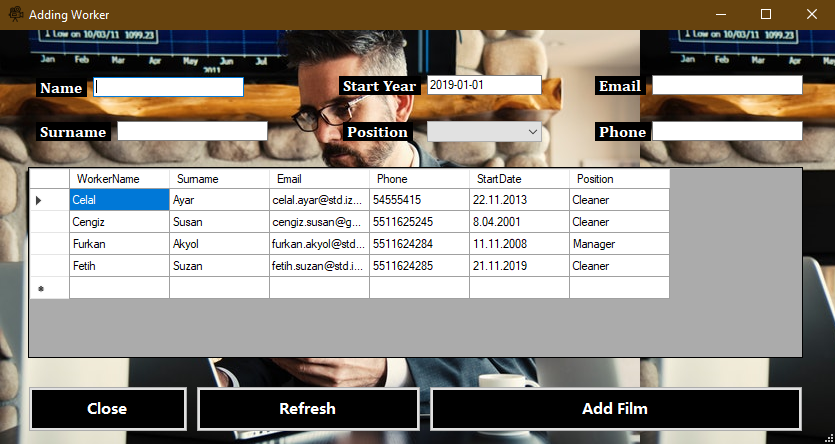 Adding Worker
1 low on 10/03/11 1099.23
Jan Feb Mar Apr May Jun Jul
2011
Name
Start Year 2019-01-01
Email
Surname
Position
Phone
WorkerName Surname Email Phone StartDate Position
Celal Ayar celal.ayar@std.iz... 54555415 22.11.2013 Cleaner
Cengiz Susan cengiz.susan@g... 5511625245 8.04.2001 Cleaner
Furkan Akyol furkan.akyol@std... 5511624284 11.11.2008 Manager
Fetih Suzan fetih.suzan@std.i... 5511624285 21.11.2019 Cleaner
Close Refresh Add Film